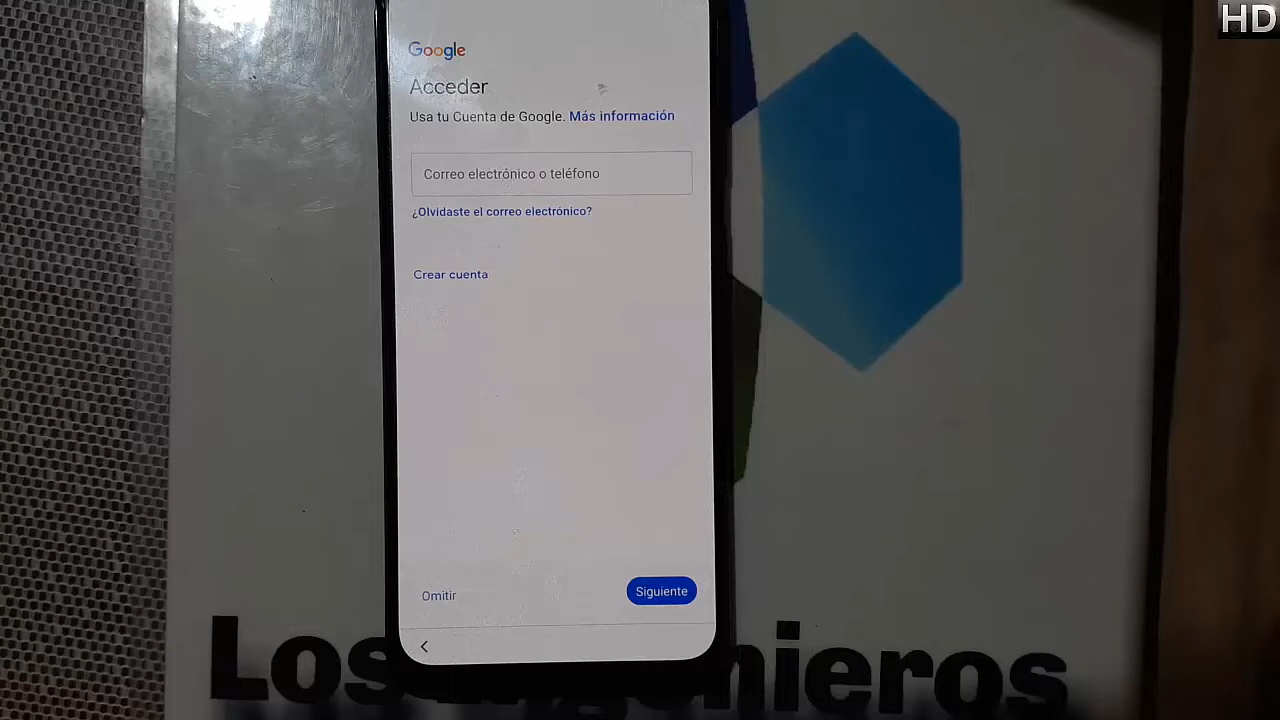 HD
Google
Acceder
Usa tu Cuenta de Google. Más información
Correo electrónico o teléfono
¿Olvidaste el correo electrónico?
Crear cuenta
Omitir
Siguiente
Los
nieros